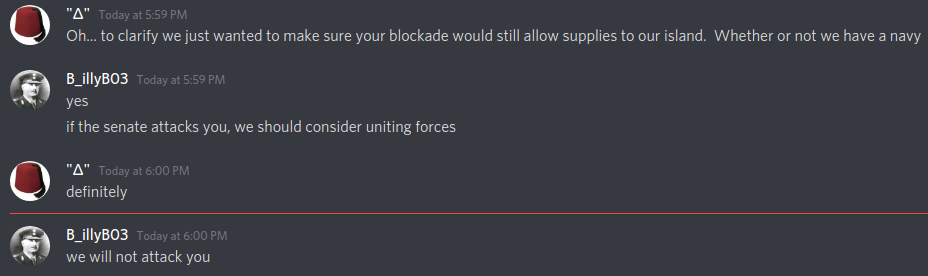 "Δ" Today at 5:59 PM
Oh... to clarify we just wanted to make sure your blockade would still allow supplies to our island.  Whether or not we have a navy
B_illyB03 Today at 5:59 PM
yes
if the senate attacks you, we should consider uniting forces
"Δ" Today at 6:00 PM
definitely
B_illyB03 Today at 6:00 PM
we will not attack you